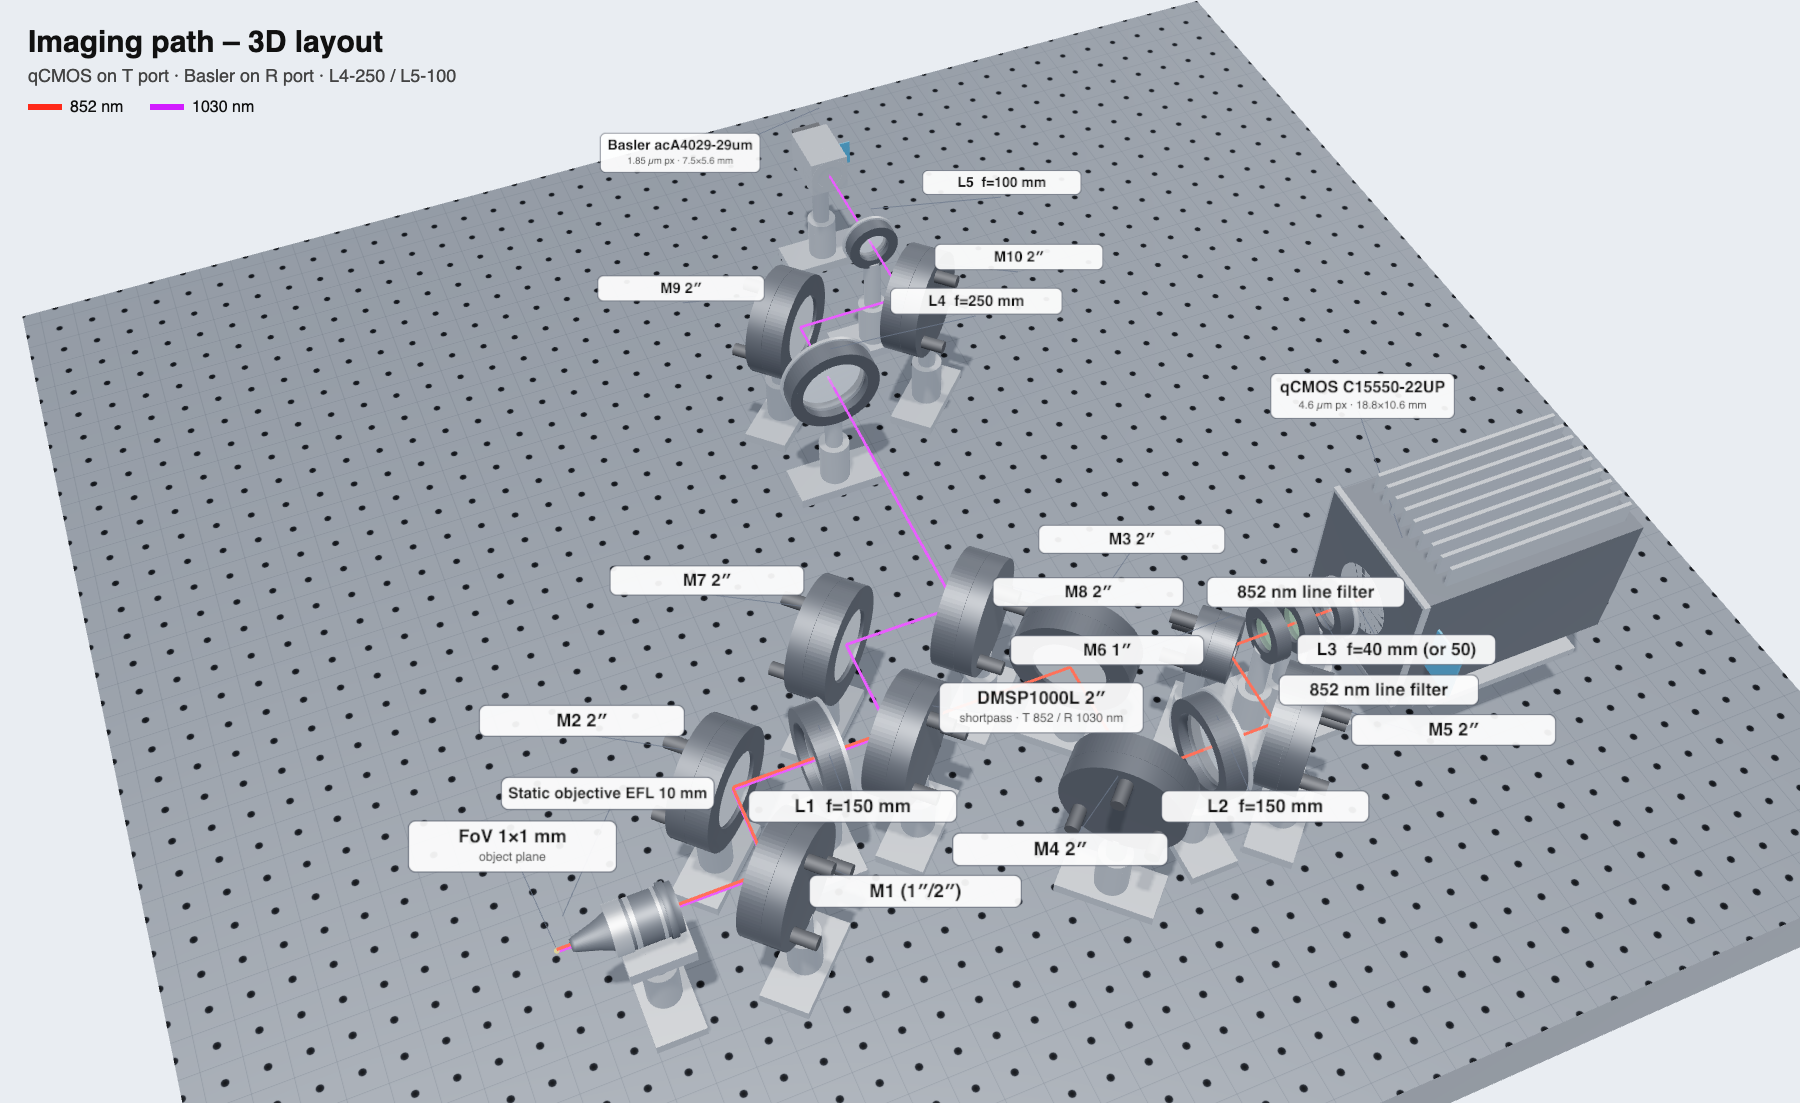 Imaging path – 3D layout
qCMOS on T port · Basler on R port · L4-250 / L5-100
852 nm
1030 nm
Basler acA4029-29um
1.85 µm px · 7.5×5.6 mm
L5 f=100 mm
M10 2″
M9 2″
L4 f=250 mm
qCMOS C15550-22UP
4.6 µm px · 18.8×10.6 mm
M3 2″
M7 2″
M8 2″
852 nm line filter
M6 1″
L3 f=40 mm (or 50)
DMSP1000L 2″
shortpass · T 852 / R 1030 nm
852 nm line filter
M2 2″
M5 2″
Static objective EFL 10 mm
L1 f=150 mm
L2 f=150 mm
FoV 1×1 mm
object plane
M4 2″
M1 (1″/2″)